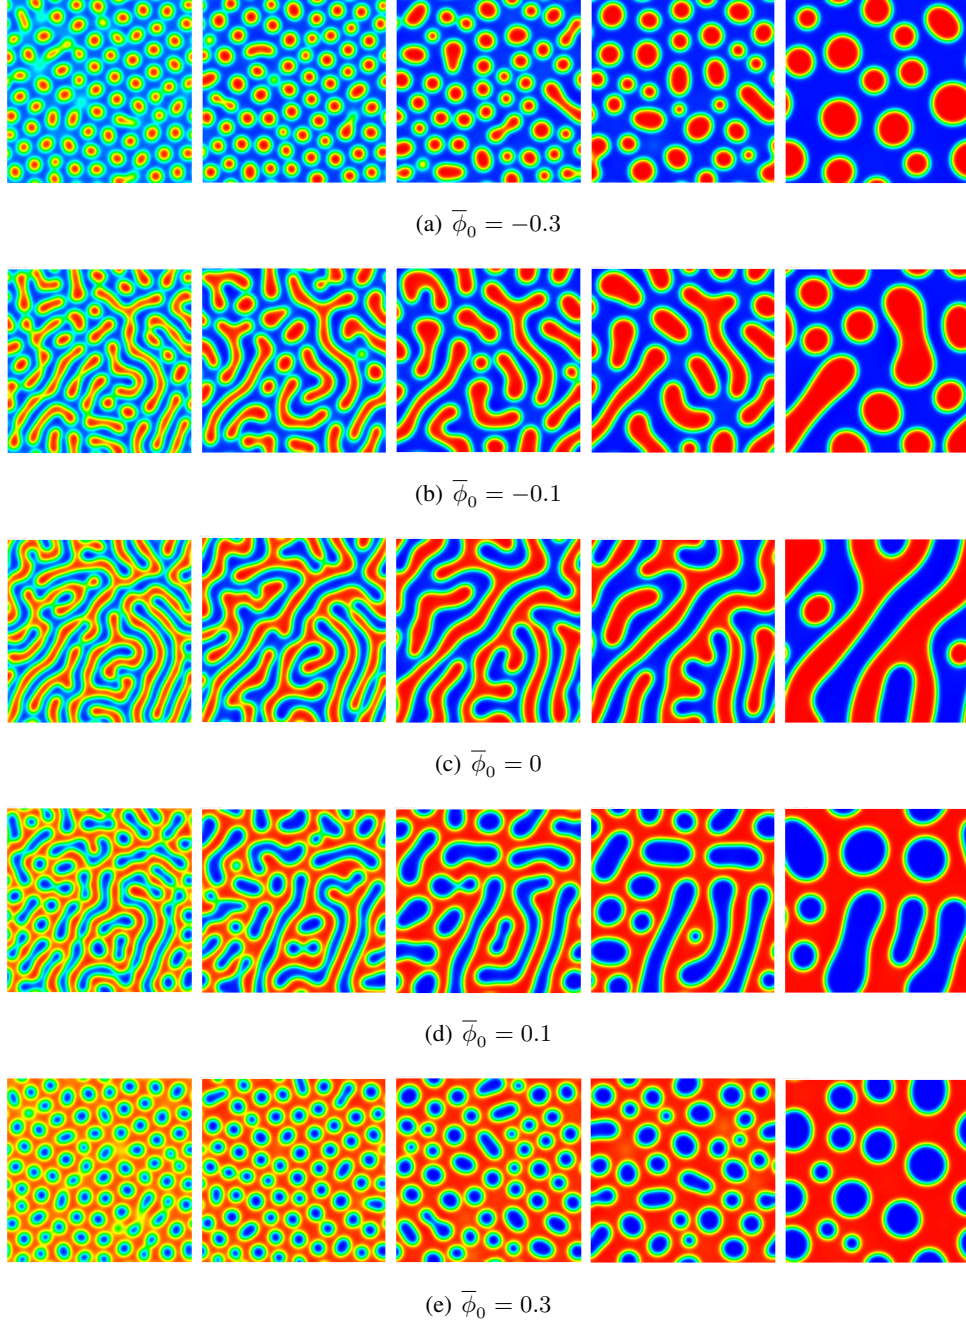 (a) $\overline{\phi}_0 = -0.3$
(b) $\overline{\phi}_0 = -0.1$
(c) $\overline{\phi}_0 = 0$
(d) $\overline{\phi}_0 = 0.1$
(e) $\overline{\phi}_0 = 0.3$